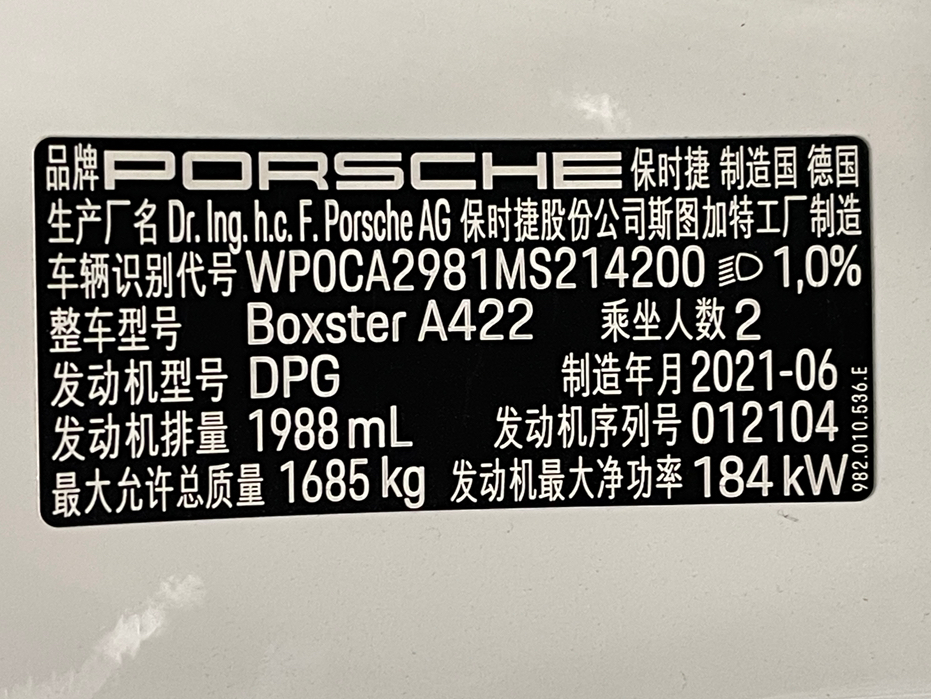 品牌 PORSCHE 保时捷 制造国 德国
生产厂名 Dr. Ing. h.c. F. Porsche AG 保时捷股份公司斯图加特工厂制造
车辆识别代号 WP0CA2981MS214200 1,0%
整车型号 Boxster A422 乘坐人数 2
发动机型号 DPG 制造年月 2021-06
发动机排量 1988 mL 发动机序列号 012104
最大允许总质量 1685 kg 发动机最大净功率 184 kW
982.010.536.E